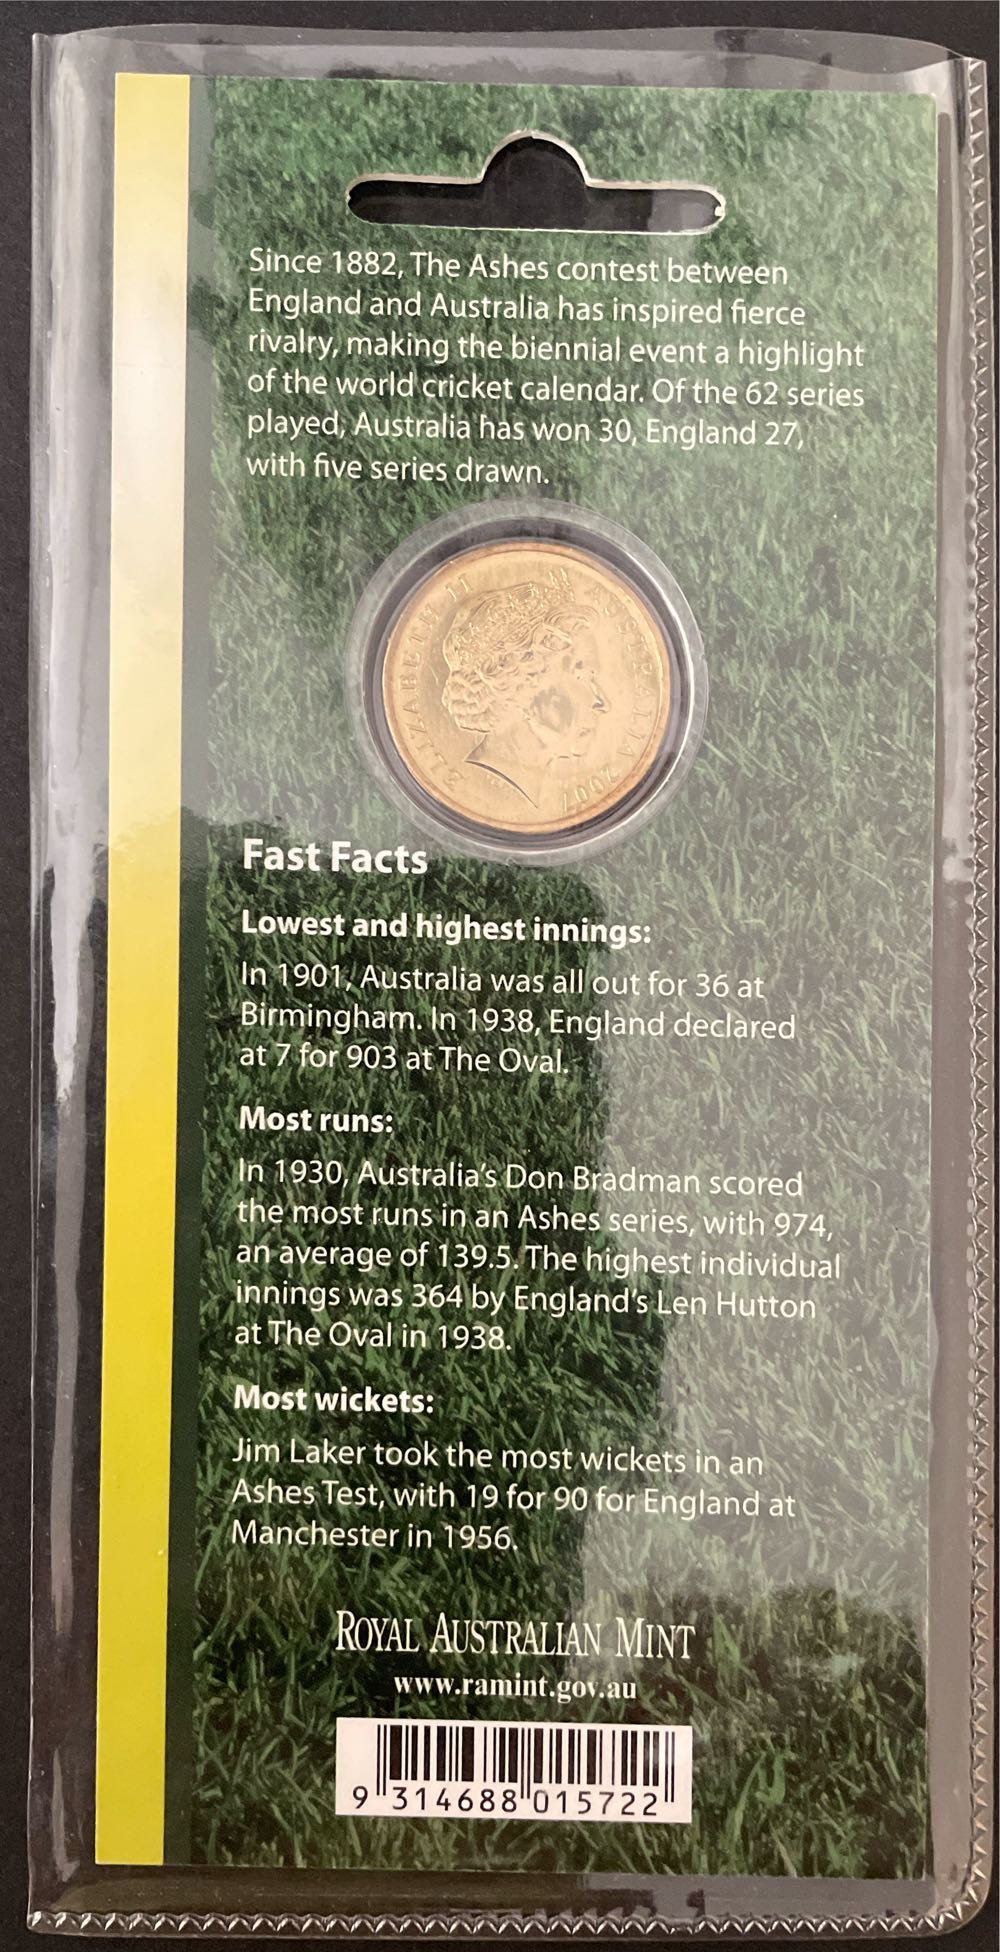 Since 1882, The Ashes contest between
England and Australia has inspired fierce
rivalry, making the biennial event a highlight
of the world cricket calendar. Of the 62 series
played, Australia has won 30, England 27,
with five series drawn.
ELIZABETH II AUSTRALIA 2007
Fast Facts
Lowest and highest innings:
In 1901, Australia was all out for 36 at
Birmingham. In 1938, England declared
at 7 for 903 at The Oval.
Most runs:
In 1930, Australia's Don Bradman scored
the most runs in an Ashes series, with 974,
an average of 139.5. The highest individual
innings was 364 by England's Len Hutton
at The Oval in 1938.
Most wickets:
Jim Laker took the most wickets in an
Ashes Test, with 19 for 90 for England at
Manchester in 1956.
ROYAL AUSTRALIAN MINT
www.ramint.gov.au
9 314688 015722